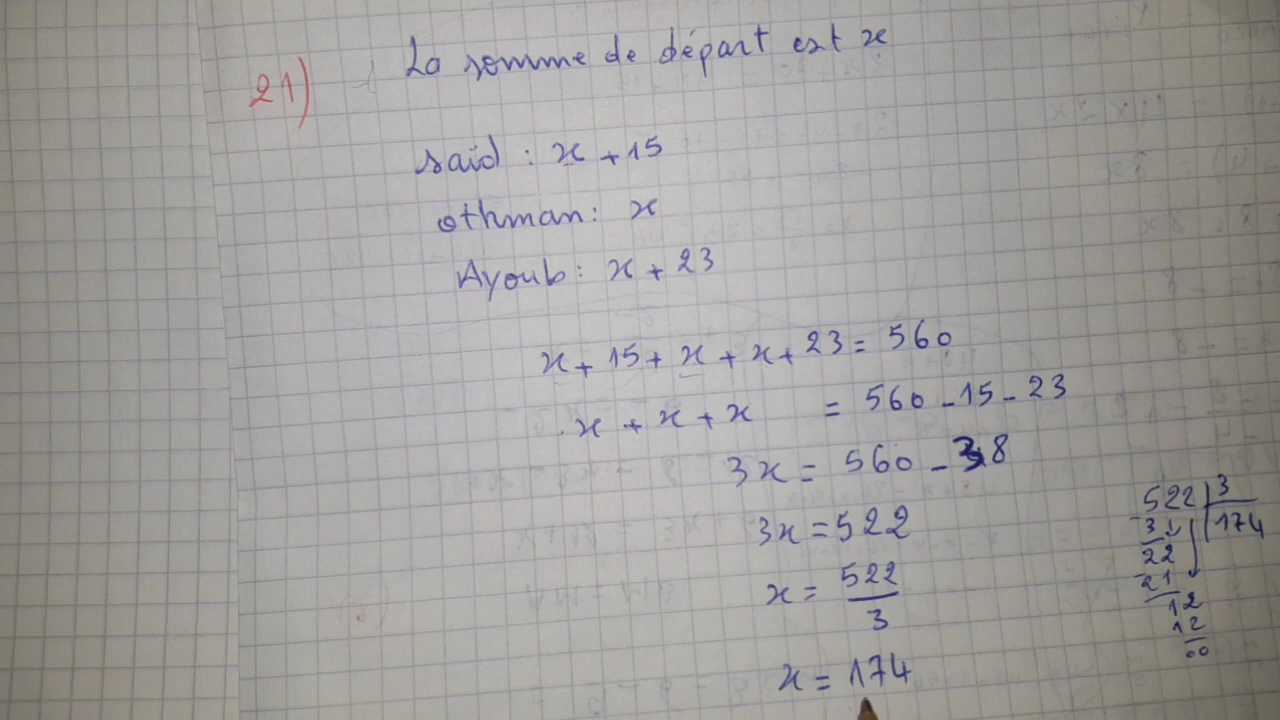 21) La somme de départ est x
said : x + 15
othman : x
Ayoub : x + 23
x + 15 + x + x + 23 = 560
x + x + x = 560 - 15 - 23
3x = 560 - 38
3x = 522
x = 522/3
x = 174
522 | 3
- 3 | 174
22
- 21
12
12
00